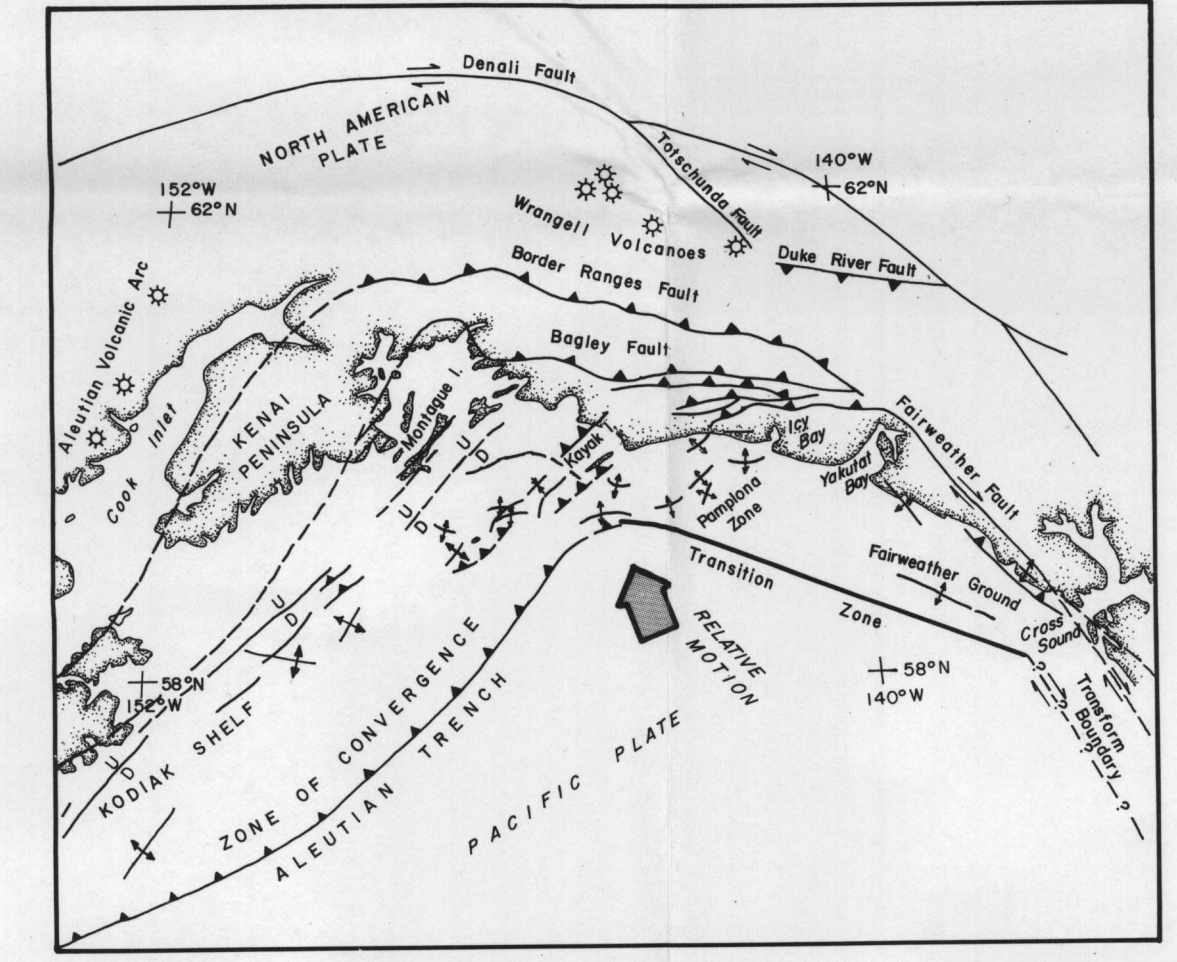 Denali Fault
NORTH AMERICAN
PLATE
Totschunda Fault
140°W
62°N
152°W
62°N
Wrangell Volcanoes
Duke River Fault
Border Ranges Fault
Aleutian Volcanic Arc
Bagley Fault
Cook Inlet
KENAI
PENINSULA
Montague I.
U
D
U
D
Kayak I.
Icy
Bay
Yakutat
Bay
Fairweather Fault
Pamplona
Zone
Transition
Zone
Fairweather Ground
Cross
Sound
RELATIVE
MOTION
58°N
140°W
?
?
Transform
Boundary
?
?
U
D
58°N
152°W
U
D
KODIAK SHELF
ZONE OF CONVERGENCE
ALEUTIAN TRENCH
PACIFIC PLATE